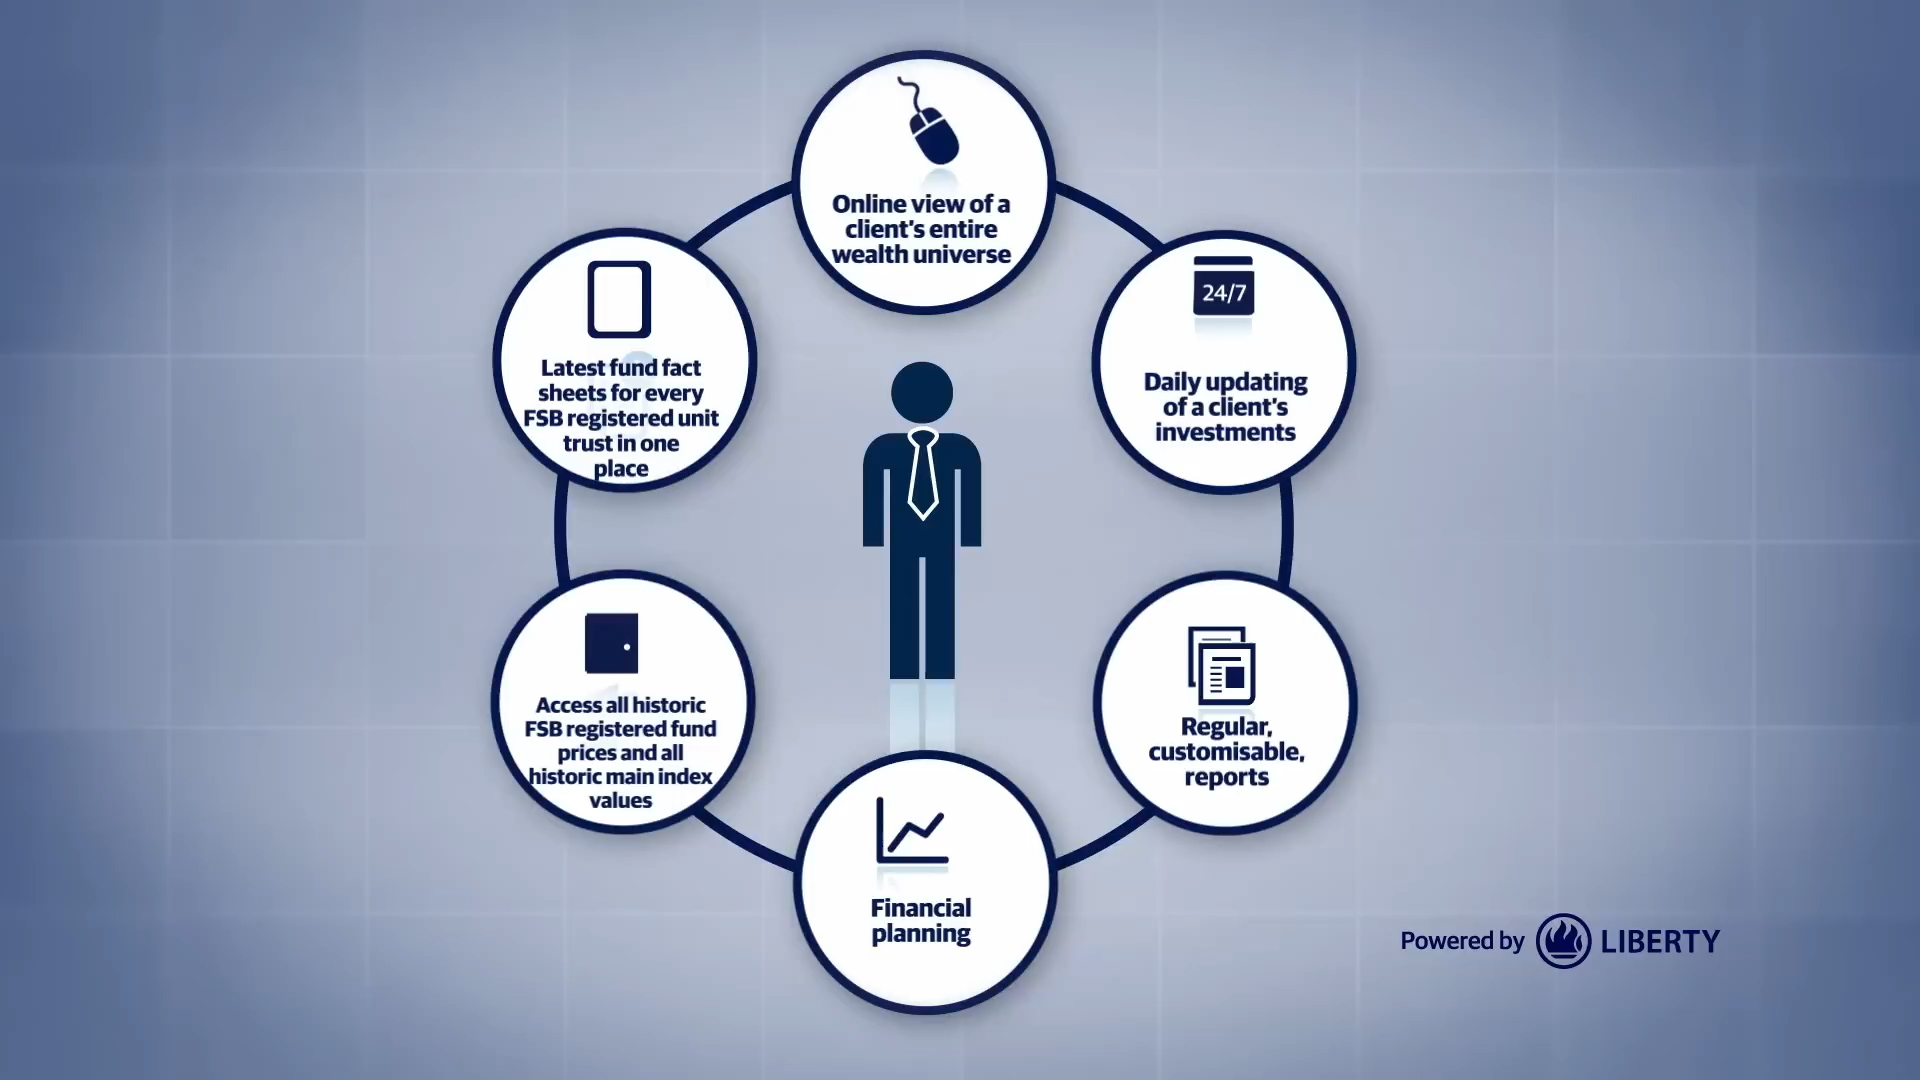 Online view of a
client's entire
wealth universe
24/7
Daily updating
of a client's
investments
Regular,
customisable,
reports
Financial
planning
Access all historic
FSB registered fund
prices and all
historic main index
values
Latest fund fact
sheets for every
FSB registered unit
trust in one
place
Powered by LIBERTY